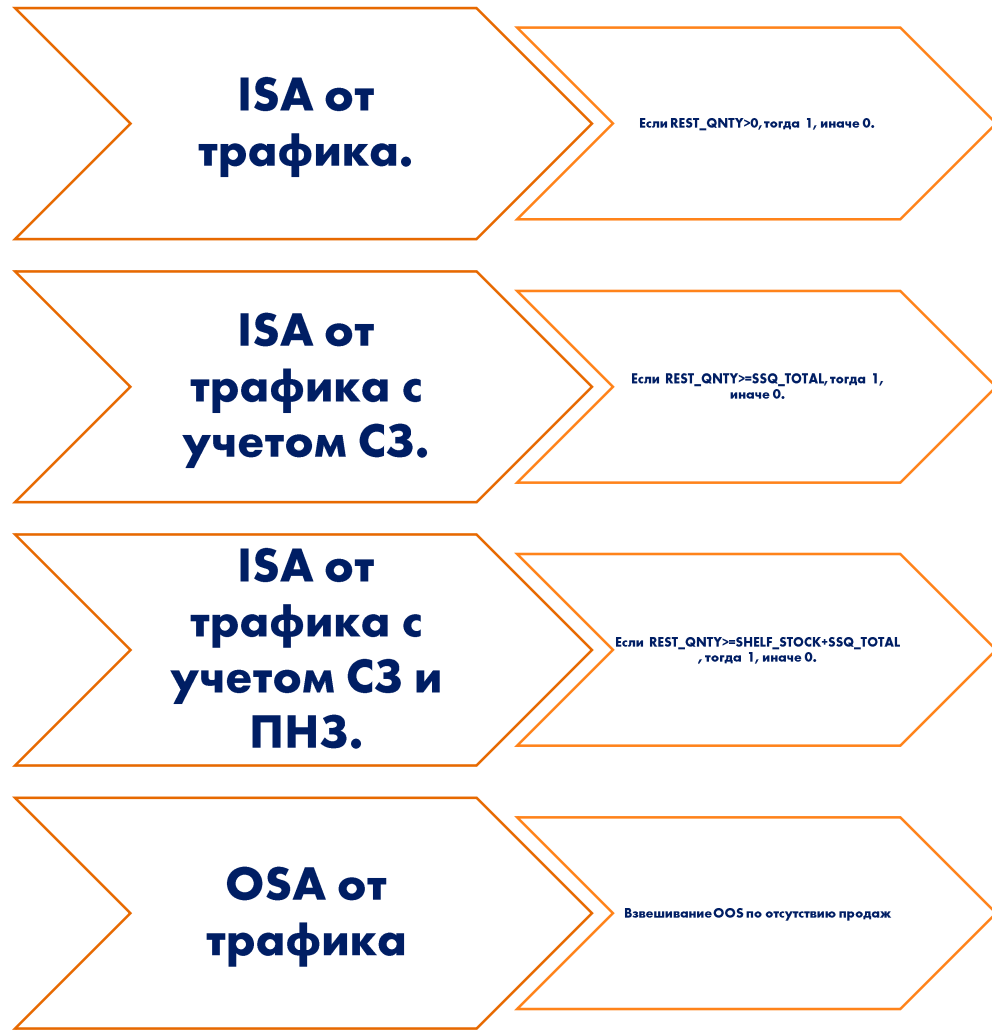 ISA от
трафика.
Если REST_QNTY>0, тогда 1, иначе 0.
ISA от
трафика с
учетом СЗ.
Если REST_QNTY>=SSQ_TOTAL, тогда 1,
иначе 0.
ISA от
трафика с
учетом СЗ и
ПНЗ.
Если REST_QNTY>=SHELF_STOCK+SSQ_TOTAL
, тогда 1, иначе 0.
OSA от
трафика
Взвешивание OOS по отсутствию продаж